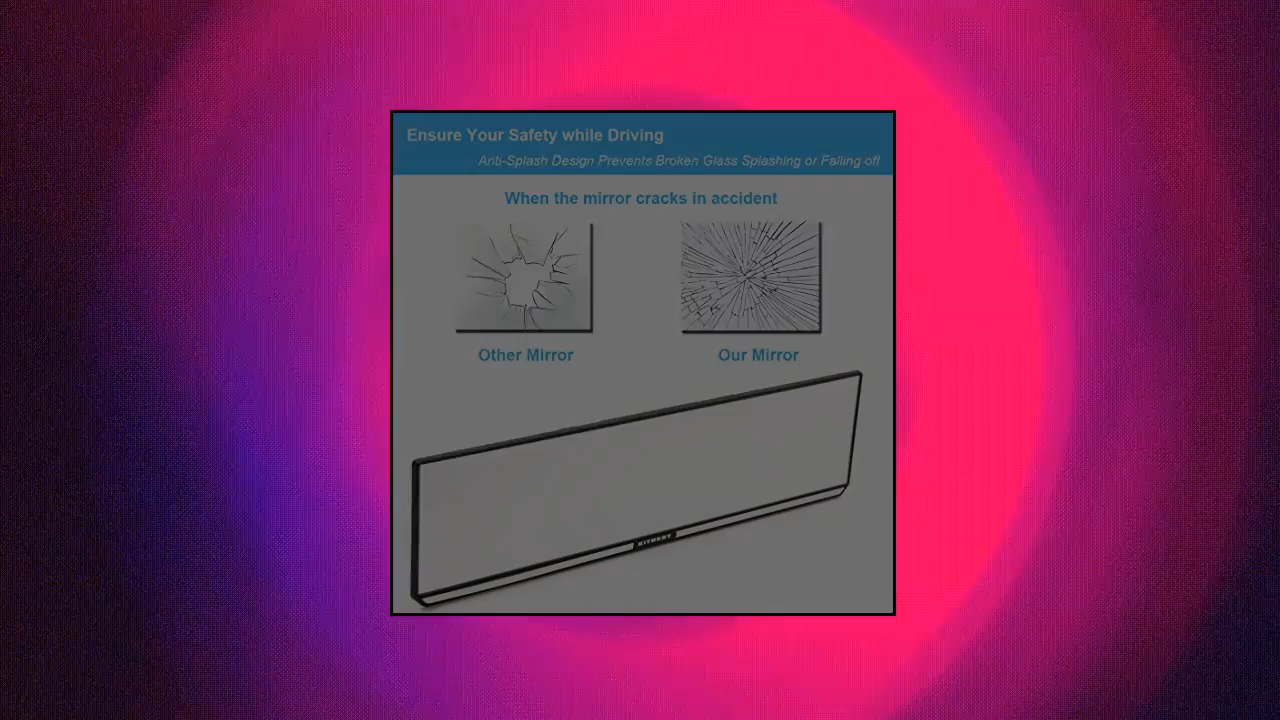 Ensure Your Safety while Driving
Anti-Splash Design Prevents Broken Glass Splashing or Falling off
When the mirror cracks in accident
Other Mirror
Our Mirror
KITBEST